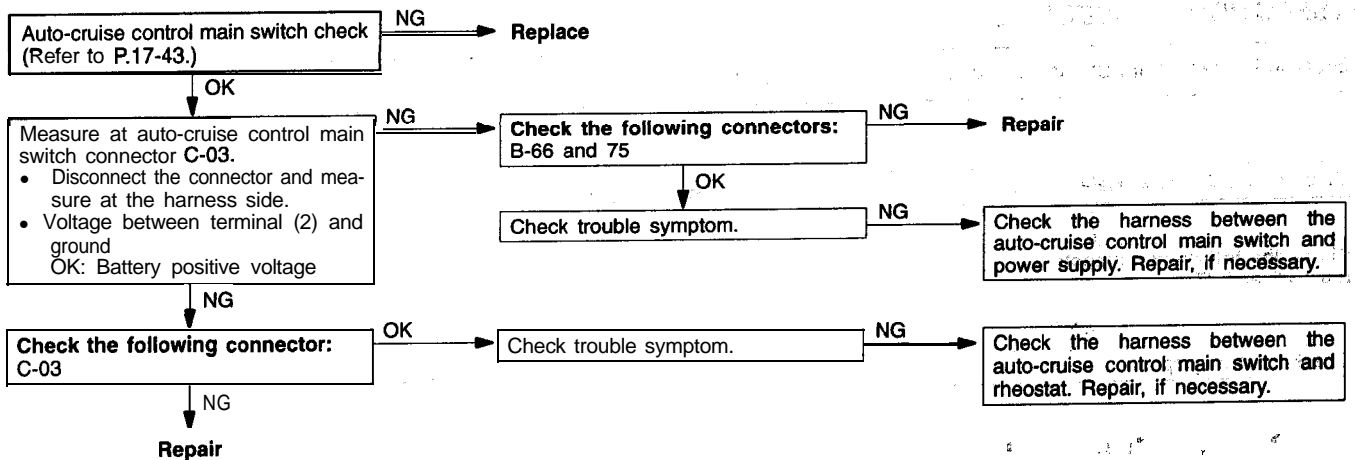 Auto-cruise control main switch check
(Refer to P.17-43.)
NG
Replace
OK
Measure at auto-cruise control main
switch connector C-03.
• Disconnect the connector and mea-
sure at the harness side.
• Voltage between terminal (2) and
ground
OK: Battery positive voltage
NG
Check the following connectors:
B-66 and 75
NG
Repair
OK
Check trouble symptom.
NG
Check the harness between the
auto-cruise control main switch and
power supply. Repair, if necessary.
NG
Check the following connector:
C-03
OK
Check trouble symptom.
NG
Check the harness between the
auto-cruise control main switch and
rheostat. Repair, if necessary.
NG
Repair